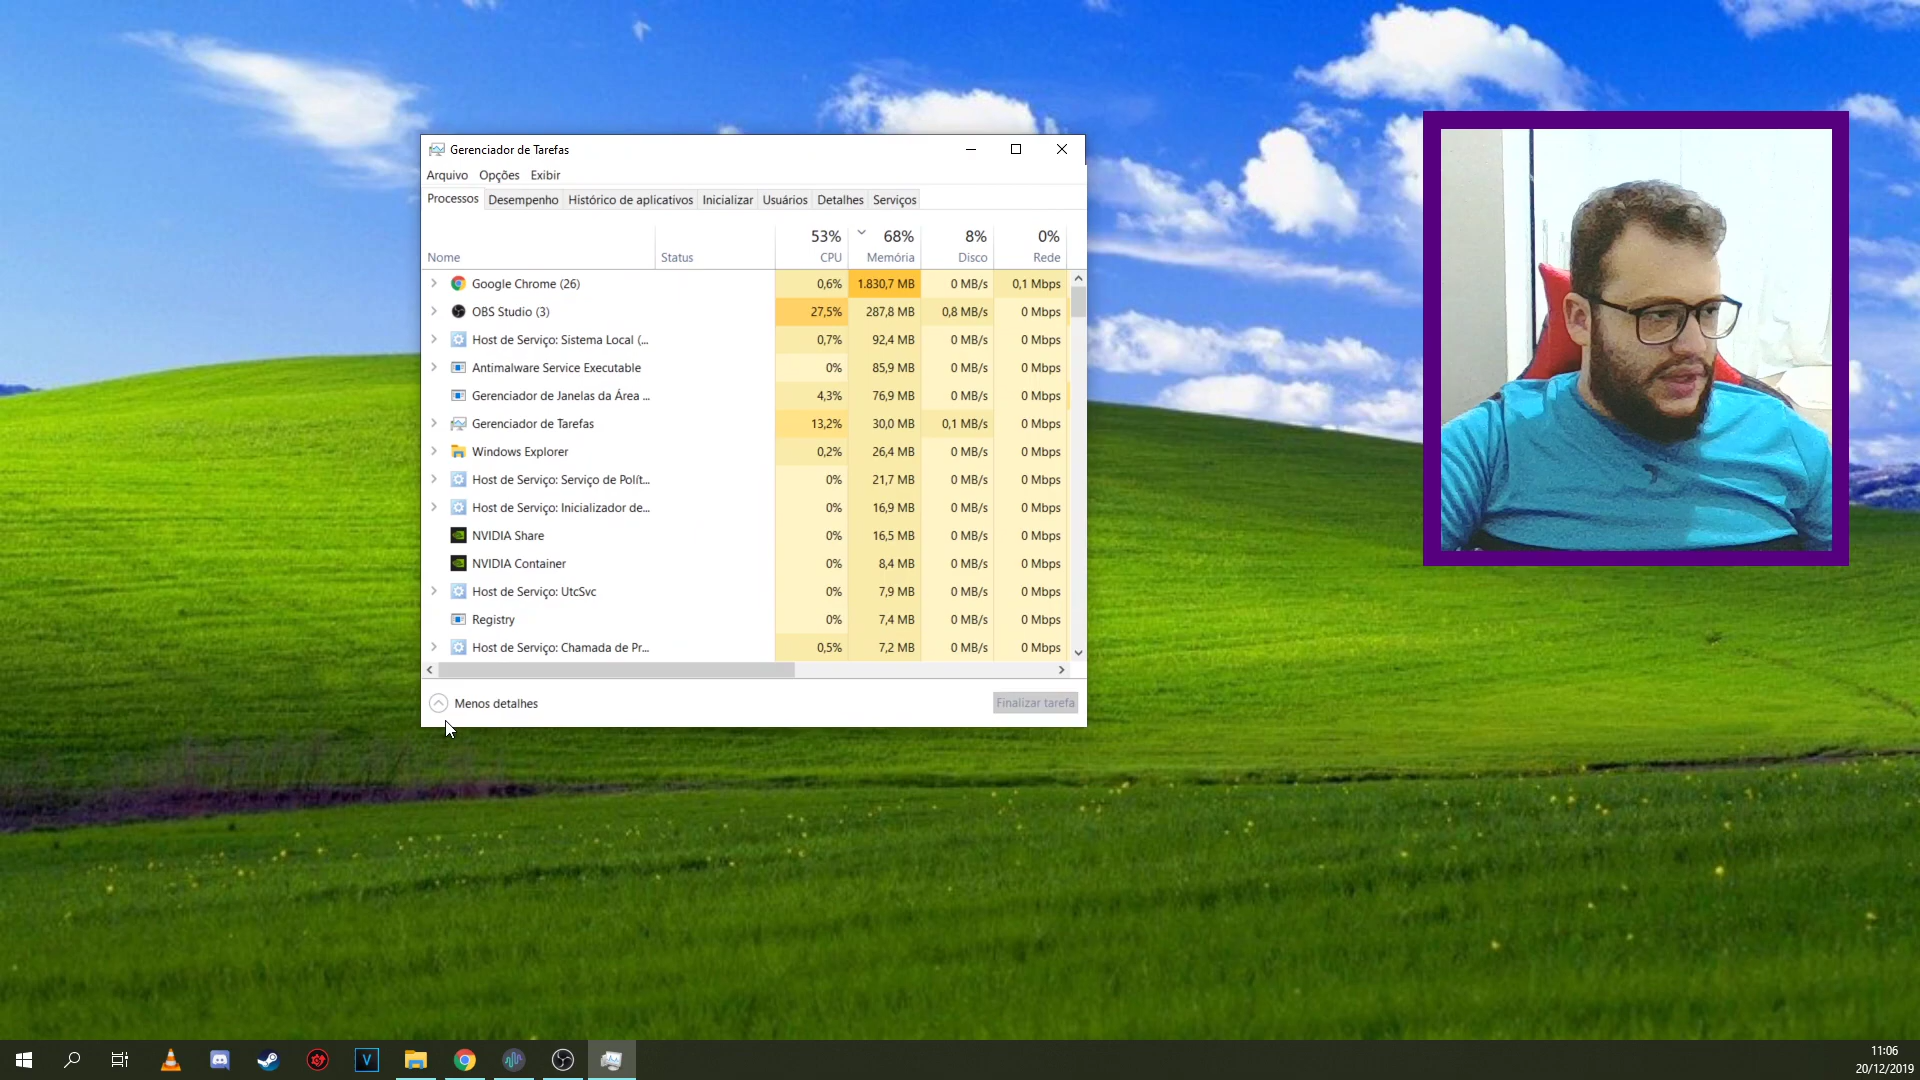 Gerenciador de Tarefas
Arquivo Opções Exibir
Processos Desempenho Histórico de aplicativos Inicializar Usuários Detalhes Serviços
53% 68% 8% 0%
Nome Status CPU Memória Disco Rede
Google Chrome (26) 0,6% 1.830,7 MB 0 MB/s 0,1 Mbps
OBS Studio (3) 27,5% 287,8 MB 0,8 MB/s 0 Mbps
Host de Serviço: Sistema Local (... 0,7% 92,4 MB 0 MB/s 0 Mbps
Antimalware Service Executable 0% 85,9 MB 0 MB/s 0 Mbps
Gerenciador de Janelas da Área ... 4,3% 76,9 MB 0 MB/s 0 Mbps
Gerenciador de Tarefas 13,2% 30,0 MB 0,1 MB/s 0 Mbps
Windows Explorer 0,2% 26,4 MB 0 MB/s 0 Mbps
Host de Serviço: Serviço de Polít... 0% 21,7 MB 0 MB/s 0 Mbps
Host de Serviço: Inicializador de... 0% 16,9 MB 0 MB/s 0 Mbps
NVIDIA Share 0% 16,5 MB 0 MB/s 0 Mbps
NVIDIA Container 0% 8,4 MB 0 MB/s 0 Mbps
Host de Serviço: UtcSvc 0% 7,9 MB 0 MB/s 0 Mbps
Registry 0% 7,4 MB 0 MB/s 0 Mbps
Host de Serviço: Chamada de Pr... 0,5% 7,2 MB 0 MB/s 0 Mbps
Menos detalhes Finalizar tarefa
V
11:06
20/12/2019